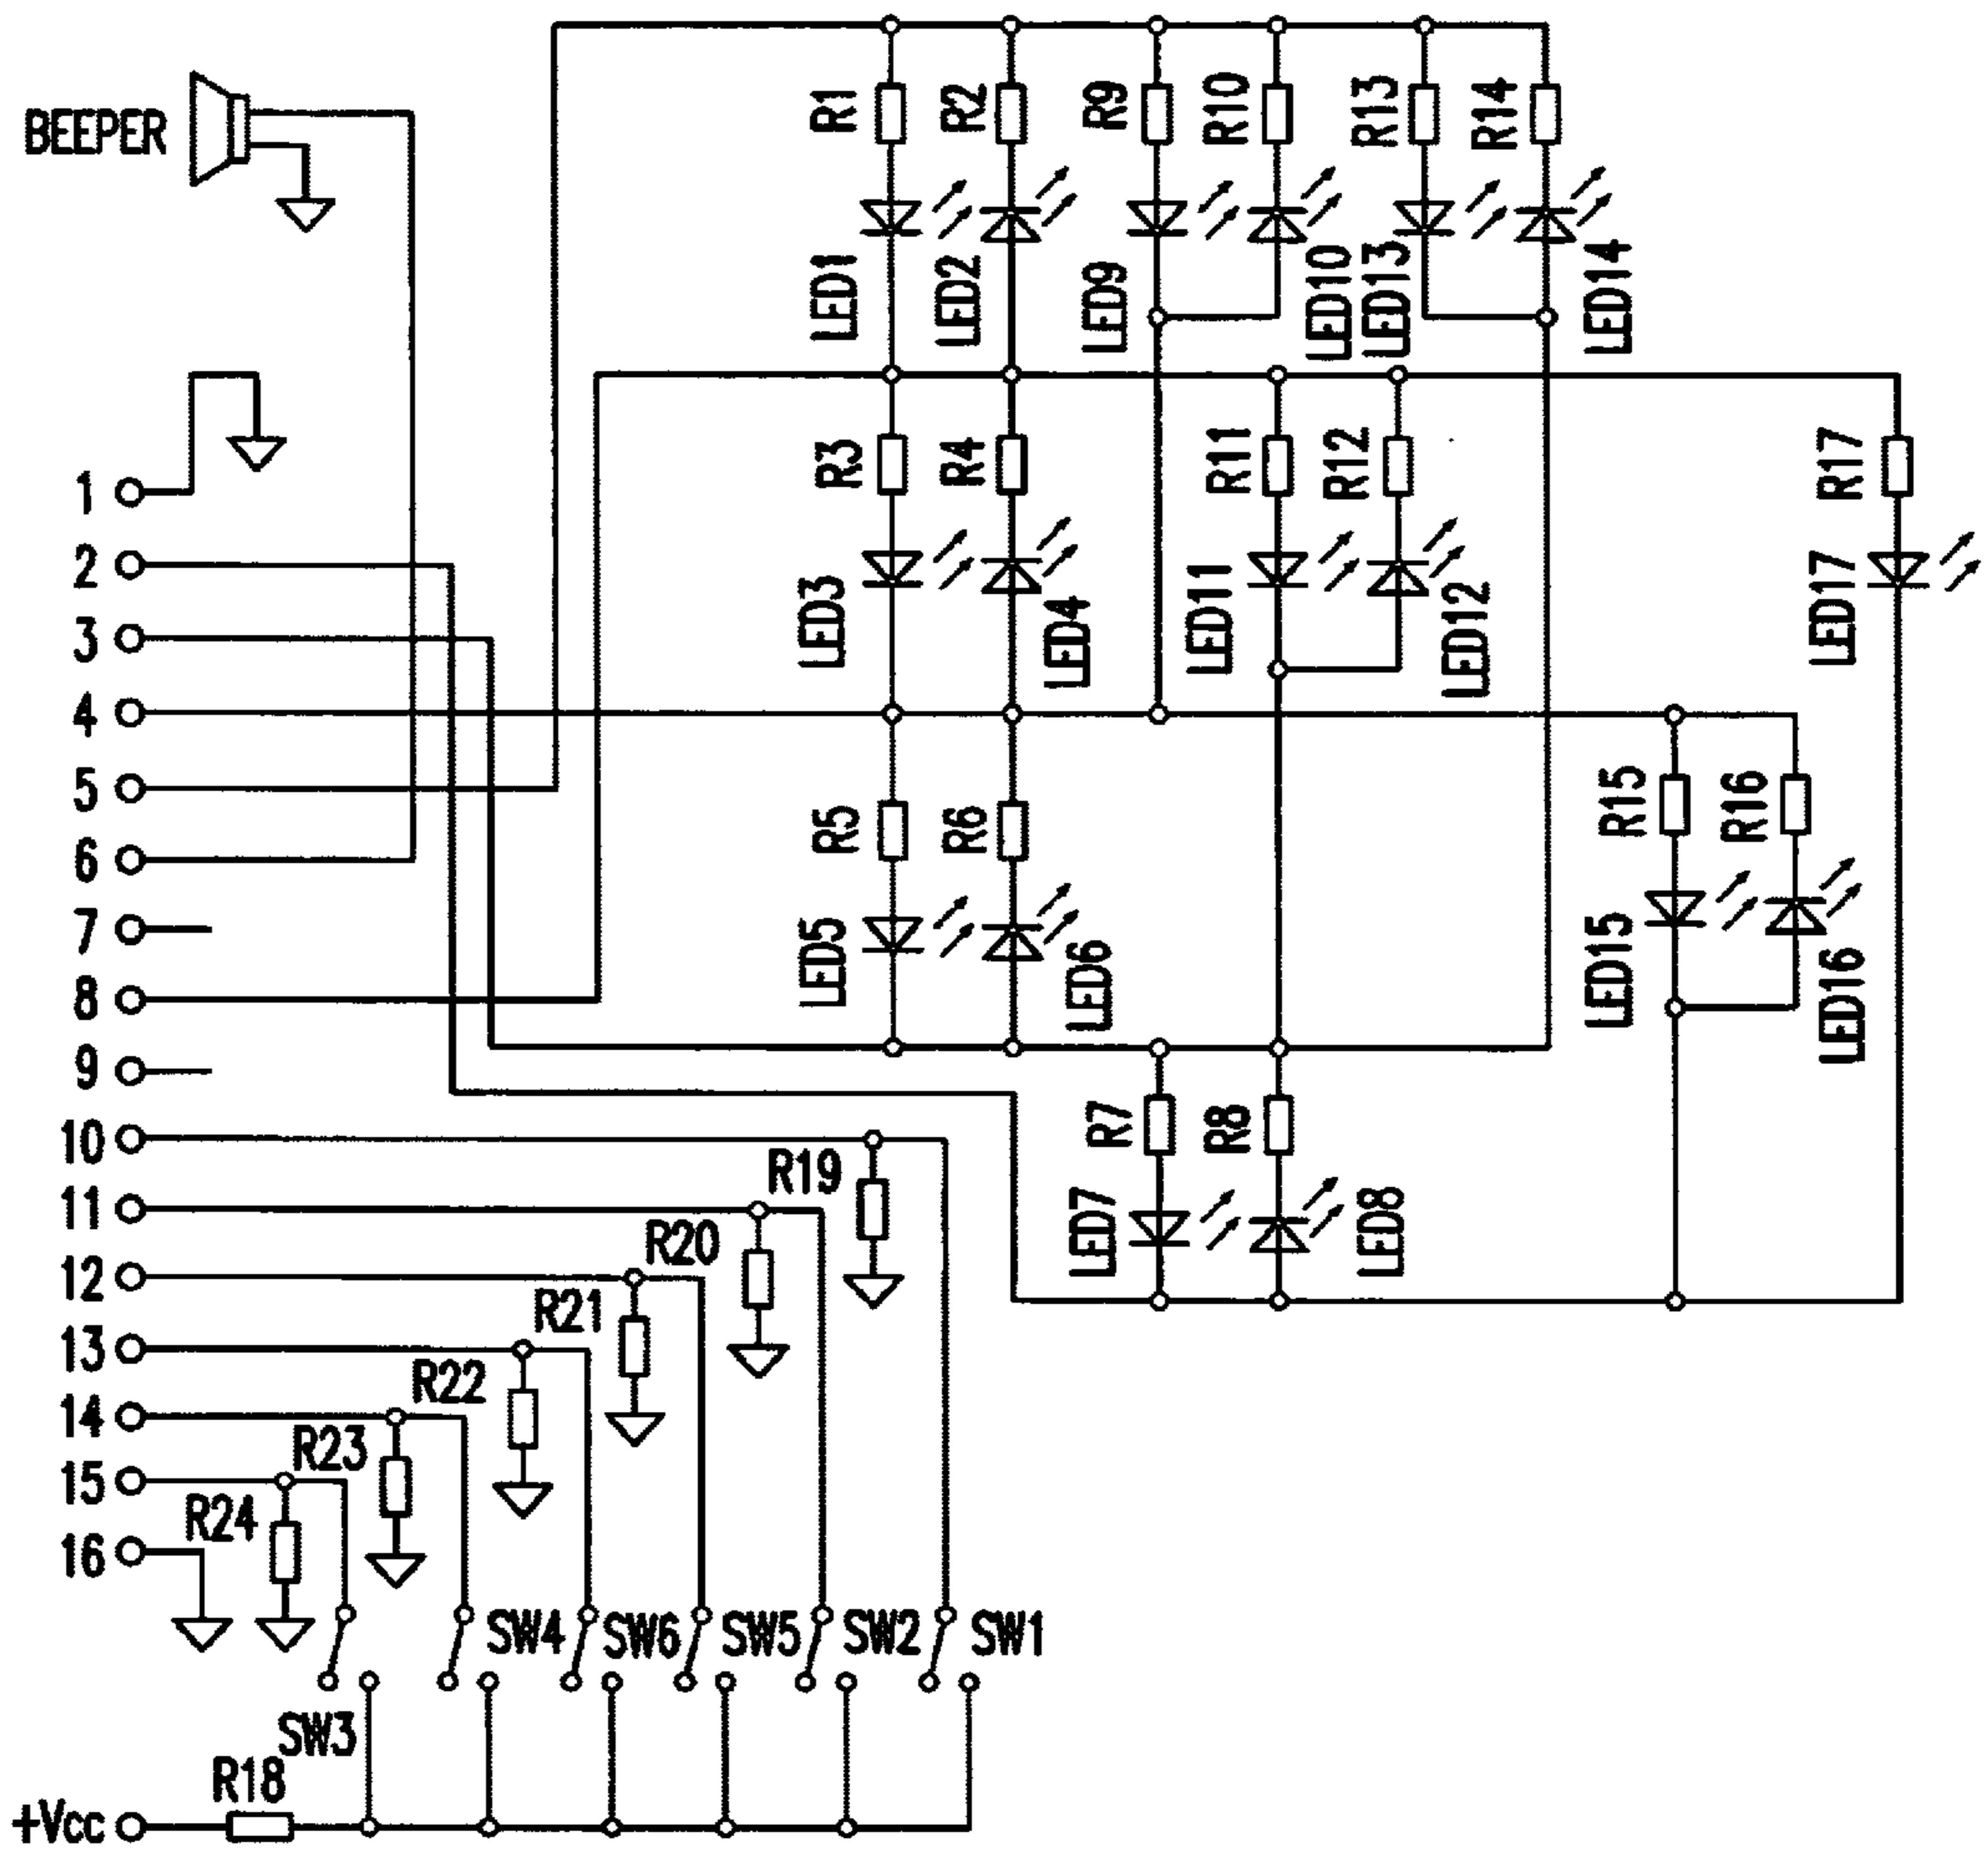 BEEPER
R1
R2
R9
R10
R13
R14
LED1
LED2
LED9
LED10
LED13
LED14
R3
R4
R11
R12
R17
LED3
LED4
LED11
LED12
LED17
1
2
3
4
5
6
7
8
9
10
11
12
13
14
15
16
R5
R6
R15
R16
LED5
LED6
LED15
LED16
R7
R8
LED7
LED8
R19
R20
R21
R22
R23
R24
SW4
SW6
SW5
SW2
SW1
SW3
R18
+Vcc